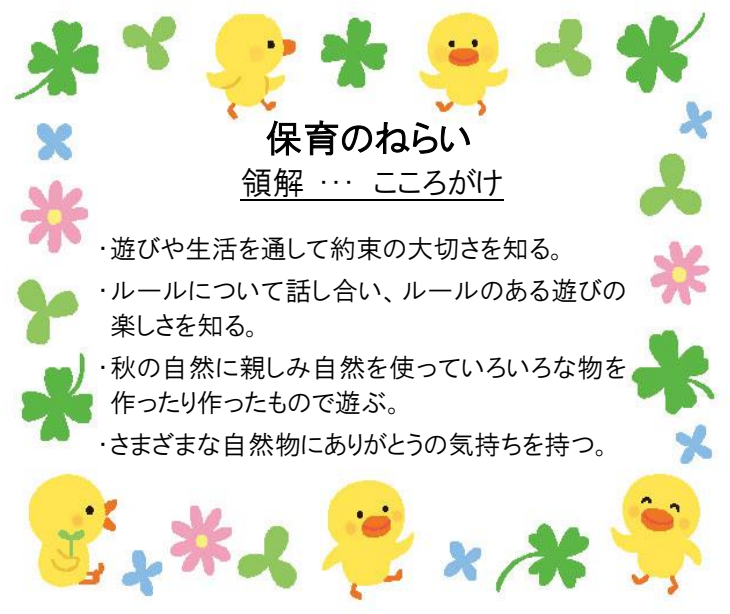 保育のねらい
領解 … こころがけ
・遊びや生活を通して約束の大切さを知る。
・ルールについて話し合い、ルールのある遊びの
楽しさを知る。
・秋の自然に親しみ自然を使っていろいろな物を
作ったり作ったもので遊ぶ。
・さまざまな自然物にありがとうの気持ちを持つ。